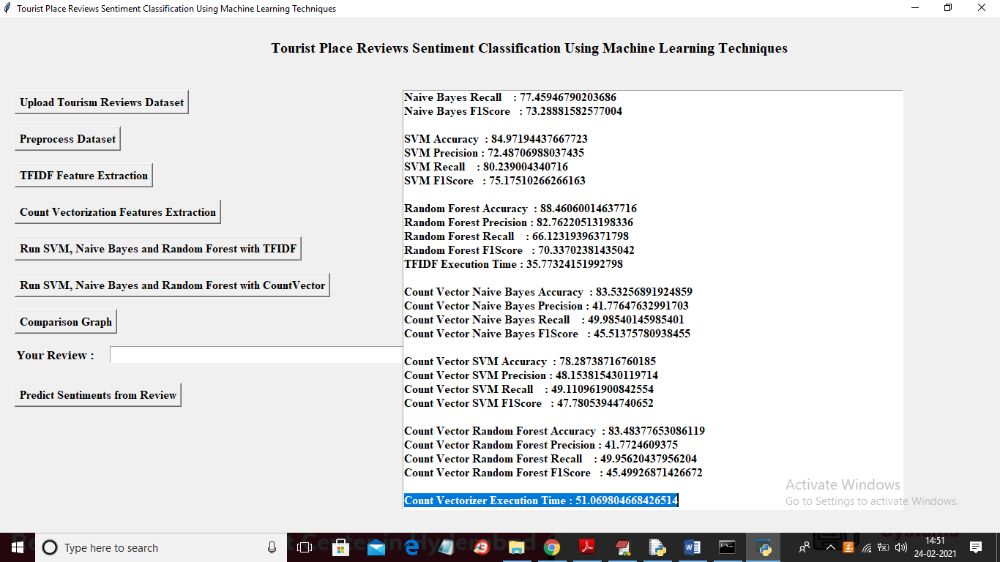 Tourist Place Reviews Sentiment Classification Using Machine Learning Techniques
Tourist Place Reviews Sentiment Classification Using Machine Learning Techniques
Upload Tourism Reviews Dataset
Preprocess Dataset
TFIDF Feature Extraction
Count Vectorization Features Extraction
Run SVM, Naive Bayes and Random Forest with TFIDF
Run SVM, Naive Bayes and Random Forest with CountVector
Comparison Graph
Your Review :
Predict Sentiments from Review
Naive Bayes Recall : 77.45946790203686
Naive Bayes F1Score : 73.28881582577004
SVM Accuracy : 84.97194437667723
SVM Precision : 72.48706988037435
SVM Recall : 80.239004340716
SVM F1Score : 75.17510266266163
Random Forest Accuracy : 88.46060014637716
Random Forest Precision : 82.76220513198336
Random Forest Recall : 66.12319396371798
Random Forest F1Score : 70.33702381435042
TFIDF Execution Time : 35.77324151992798
Count Vector Naive Bayes Accuracy : 83.53256891924859
Count Vector Naive Bayes Precision : 41.77647632991703
Count Vector Naive Bayes Recall : 49.98540145985401
Count Vector Naive Bayes F1Score : 45.51375780938455
Count Vector SVM Accuracy : 78.28738716760185
Count Vector SVM Precision : 48.153815430119714
Count Vector SVM Recall : 49.110961900842554
Count Vector SVM F1Score : 47.78053944740652
Count Vector Random Forest Accuracy : 83.48377653086119
Count Vector Random Forest Precision : 41.7724609375
Count Vector Random Forest Recall : 49.95620437956204
Count Vector Random Forest F1Score : 45.49926871426672
Count Vectorizer Execution Time : 51.069804668426514
Activate Windows
Go to Settings to activate Windows.
Type here to search
14:51
24-02-2021